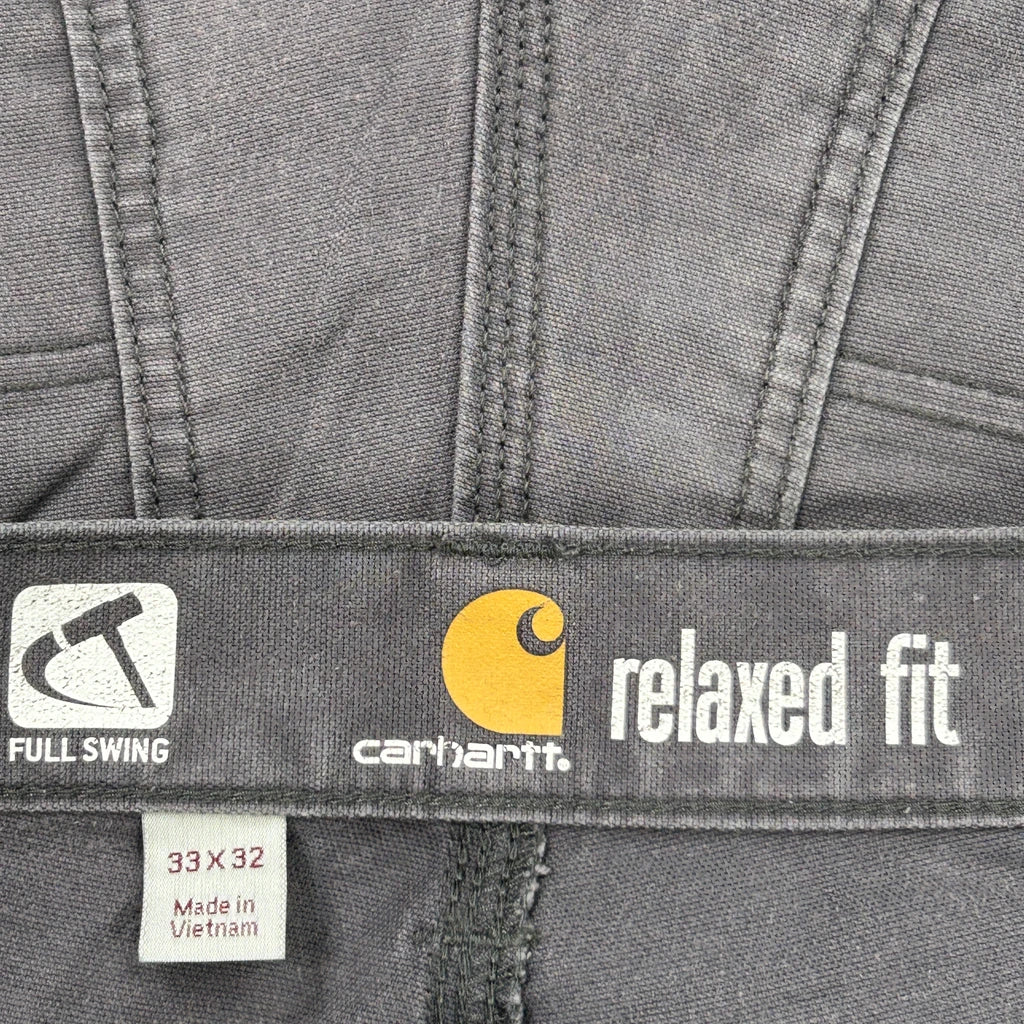 FULL SWING
carhartt.
relaxed fit
33 X 32
Made in
Vietnam